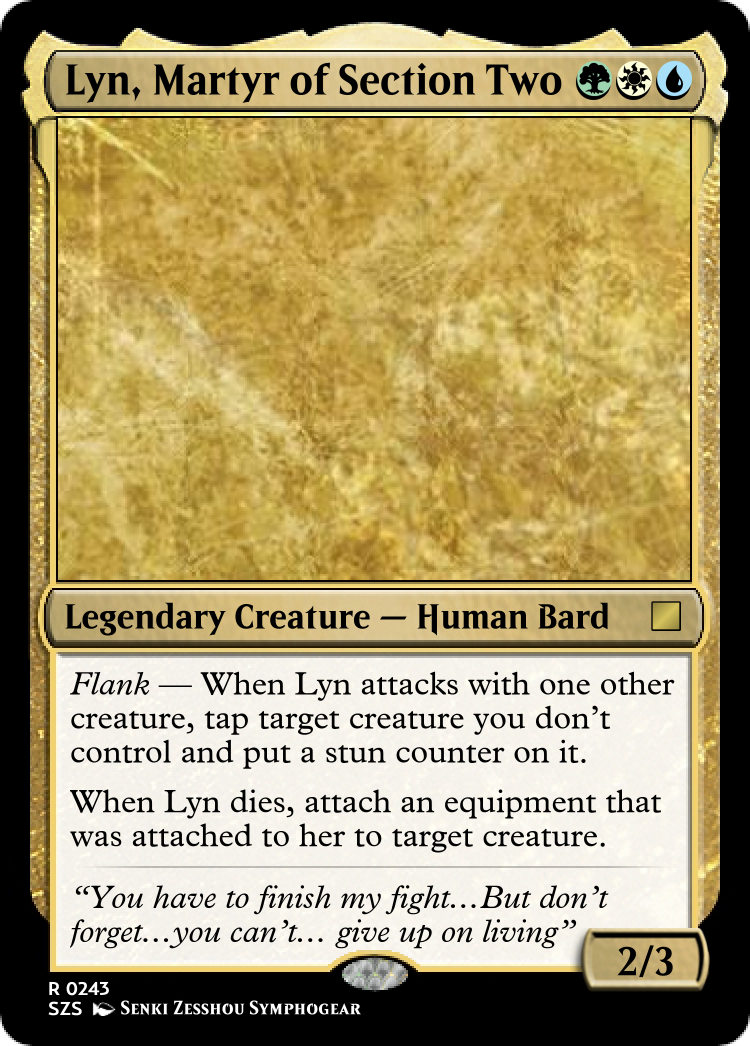 Lyn, Martyr of Section Two
Legendary Creature — Human Bard
Flank — When Lyn attacks with one other
creature, tap target creature you don’t
control and put a stun counter on it.
When Lyn dies, attach an equipment that
was attached to her to target creature.
“You have to finish my fight…But don’t
forget…you can’t… give up on living”
2/3
R 0243
SZS Senki Zesshou Symphogear